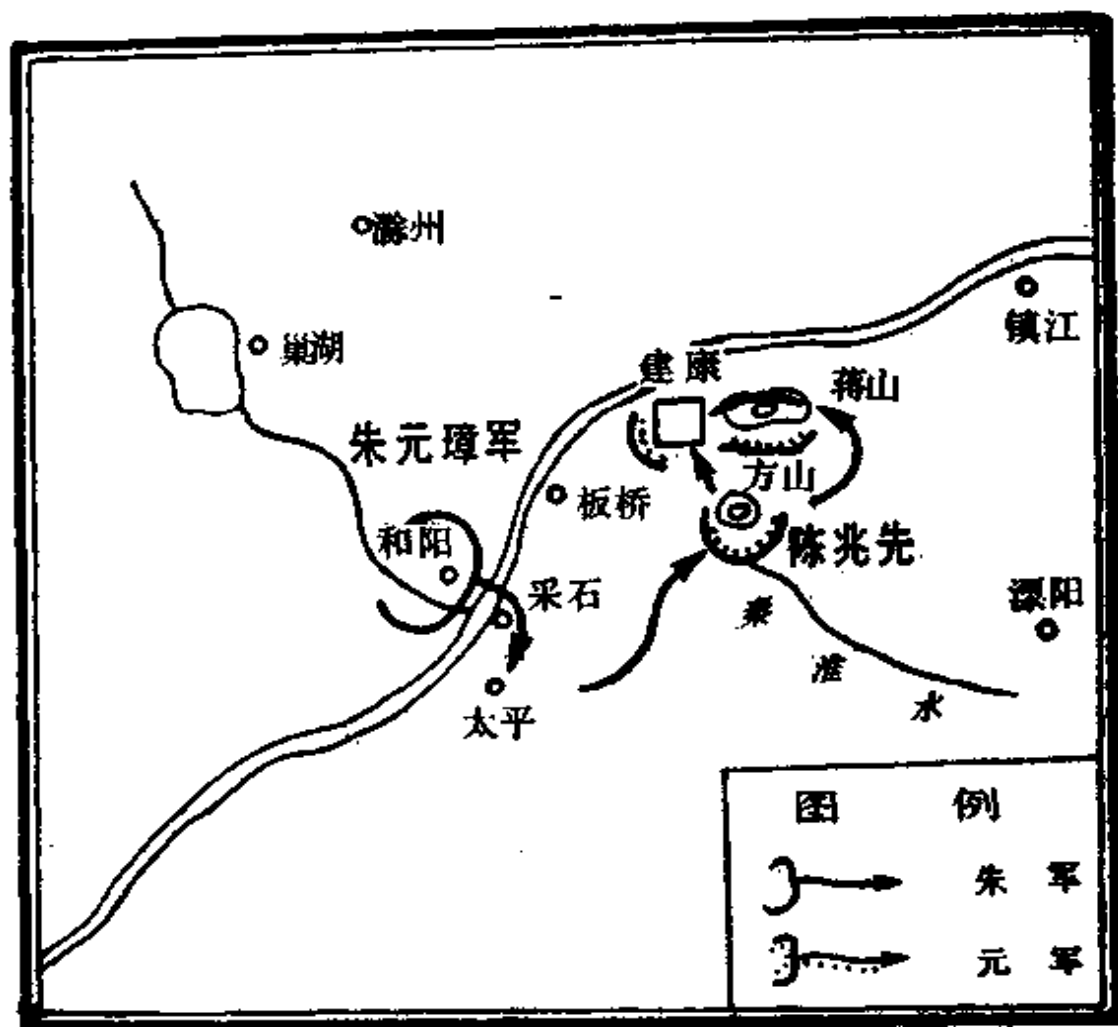 滁州
镇江
巢湖
建康
蒋山
朱元璋军
方山
板桥
和阳
陈兆先
采石
溧阳
秦
淮
水
太平
图 例
朱 军
元 军